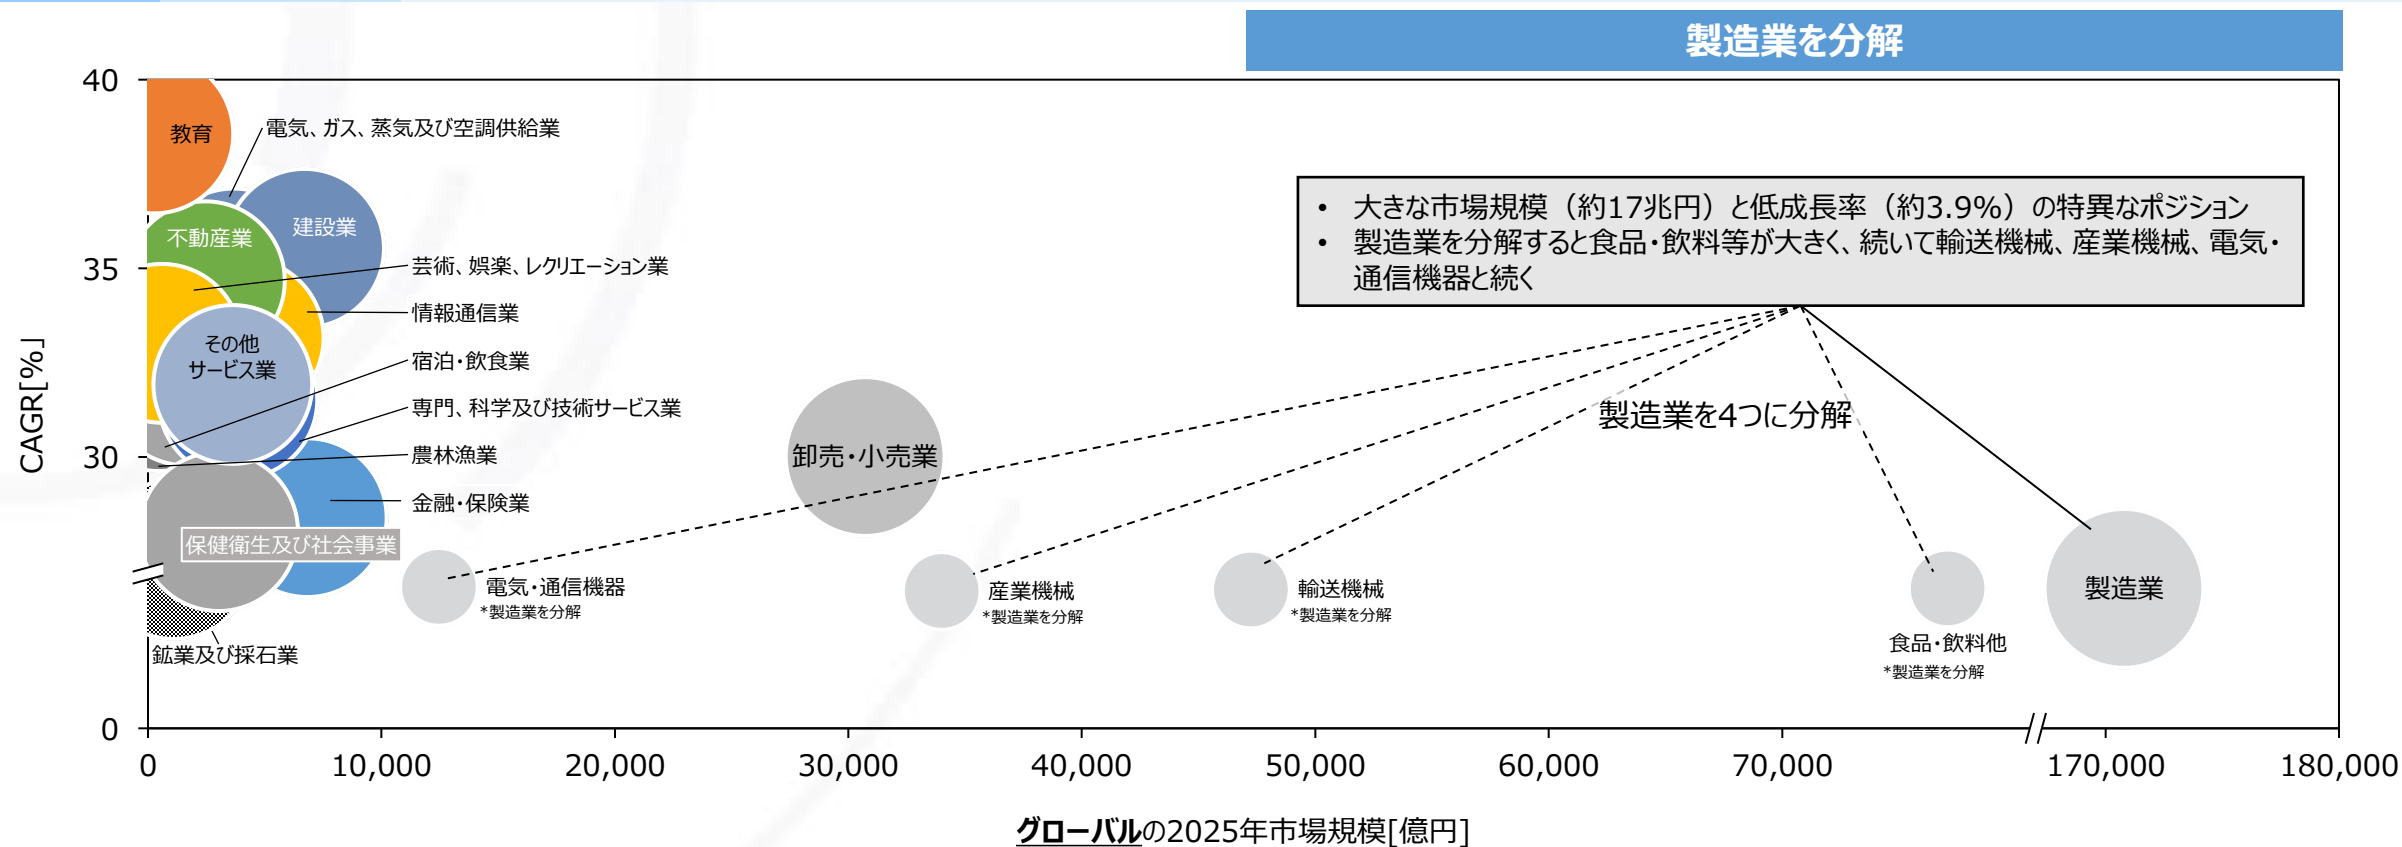 製造業を分解
40
35
30
0
CAGR[%]
教育
電気、ガス、蒸気及び空調供給業
建設業
不動産業
芸術、娯楽、レクリエーション業
情報通信業
その他
サービス業
宿泊・飲食業
専門、科学及び技術サービス業
農林漁業
金融・保険業
保健衛生及び社会事業
鉱業及び採石業
• 大きな市場規模（約17兆円）と低成長率（約3.9%）の特異なポジション
• 製造業を分解すると食品・飲料等が大きく、続いて輸送機械、産業機械、電気・
通信機器と続く
製造業を4つに分解
卸売・小売業
電気・通信機器
*製造業を分解
産業機械
*製造業を分解
輸送機械
*製造業を分解
食品・飲料他
*製造業を分解
製造業
0
10,000
20,000
30,000
40,000
50,000
60,000
70,000
170,000
180,000
グローバルの2025年市場規模[億円]